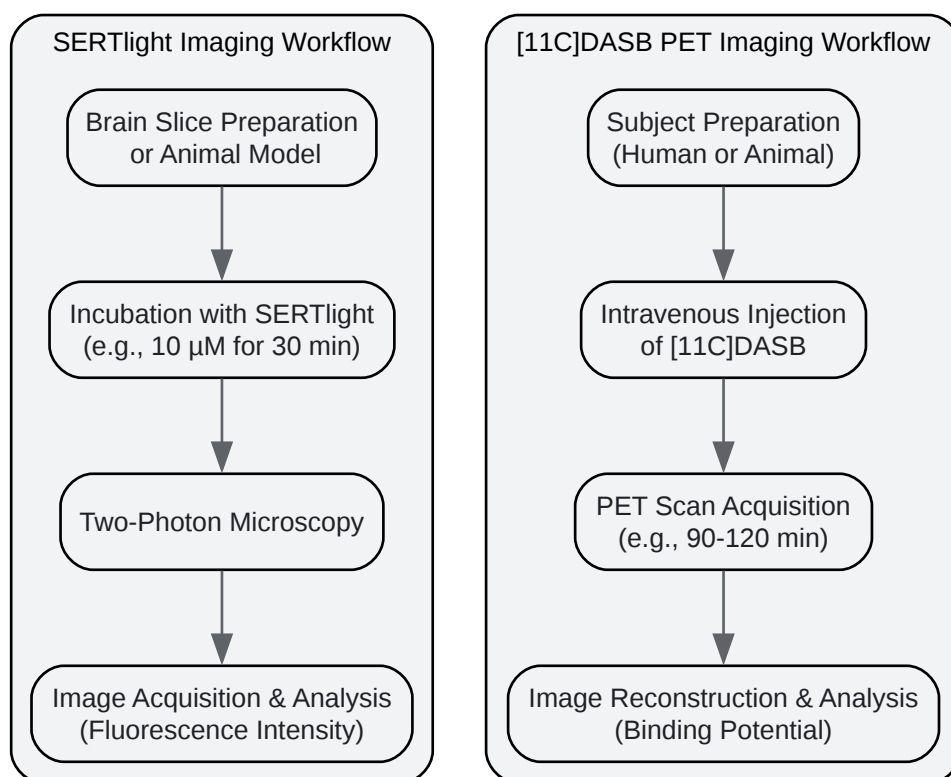 SERTlight Imaging Workflow
Brain Slice Preparation
or Animal Model
Incubation with SERTlight
(e.g., 10 µM for 30 min)
Two-Photon Microscopy
Image Acquisition & Analysis
(Fluorescence Intensity)
[11C]DASB PET Imaging Workflow
Subject Preparation
(Human or Animal)
Intravenous Injection
of [11C]DASB
PET Scan Acquisition
(e.g., 90-120 min)
Image Reconstruction & Analysis
(Binding Potential)